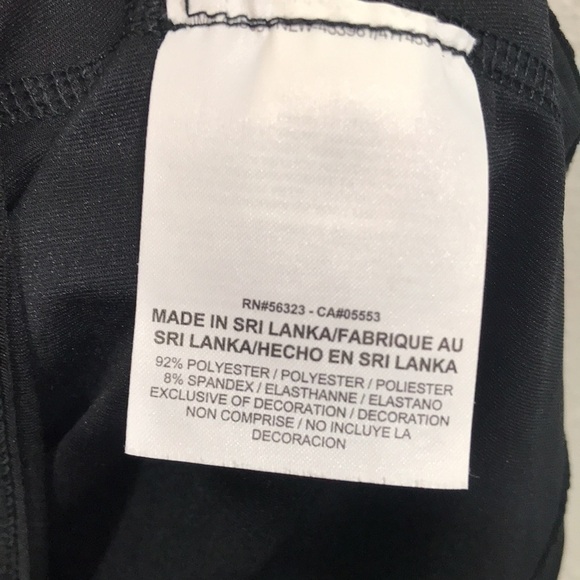 RN#56323 - CA#05553
MADE IN SRI LANKA/FABRIQUE AU
SRI LANKA/HECHO EN SRI LANKA
92% POLYESTER / POLYESTER / POLIESTER
8% SPANDEX / ELASTHANNE / ELASTANO
EXCLUSIVE OF DECORATION / DECORATION
NON COMPRISE / NO INCLUYE LA
DECORACION